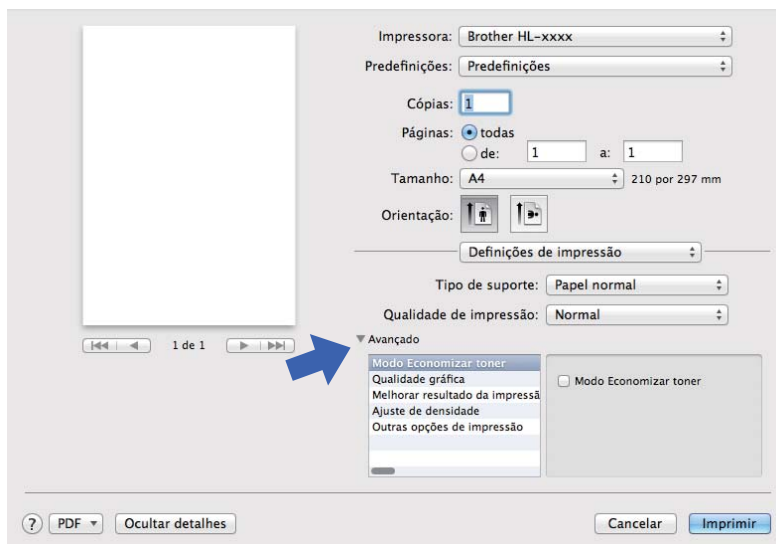 Impressora: Brother HL-xxxx
Predefinições: Predefinições
Cópias: 1
Páginas: todas
de: 1 a: 1
Tamanho: A4 210 por 297 mm
Orientação:
Definições de impressão
Tipo de suporte: Papel normal
Qualidade de impressão: Normal
1 de 1
Avançado
Modo Economizar toner
Qualidade gráfica
Melhorar resultado da impressã
Ajuste de densidade
Outras opções de impressão
Modo Economizar toner
? PDF Ocultar detalhes Cancelar Imprimir